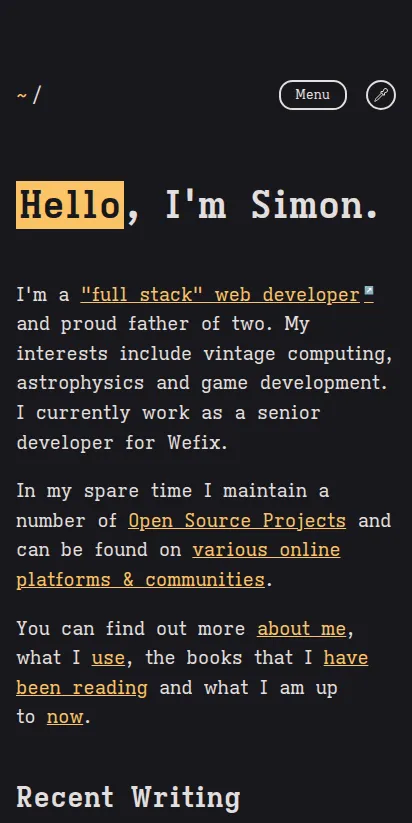 ~ /
Menu
Hello, I'm Simon.
I'm a "full stack" web developer
and proud father of two. My
interests include vintage computing,
astrophysics and game development.
I currently work as a senior
developer for Wefix.
In my spare time I maintain a
number of Open Source Projects and
can be found on various online
platforms & communities.
You can find out more about me,
what I use, the books that I have
been reading and what I am up
to now.
Recent Writing